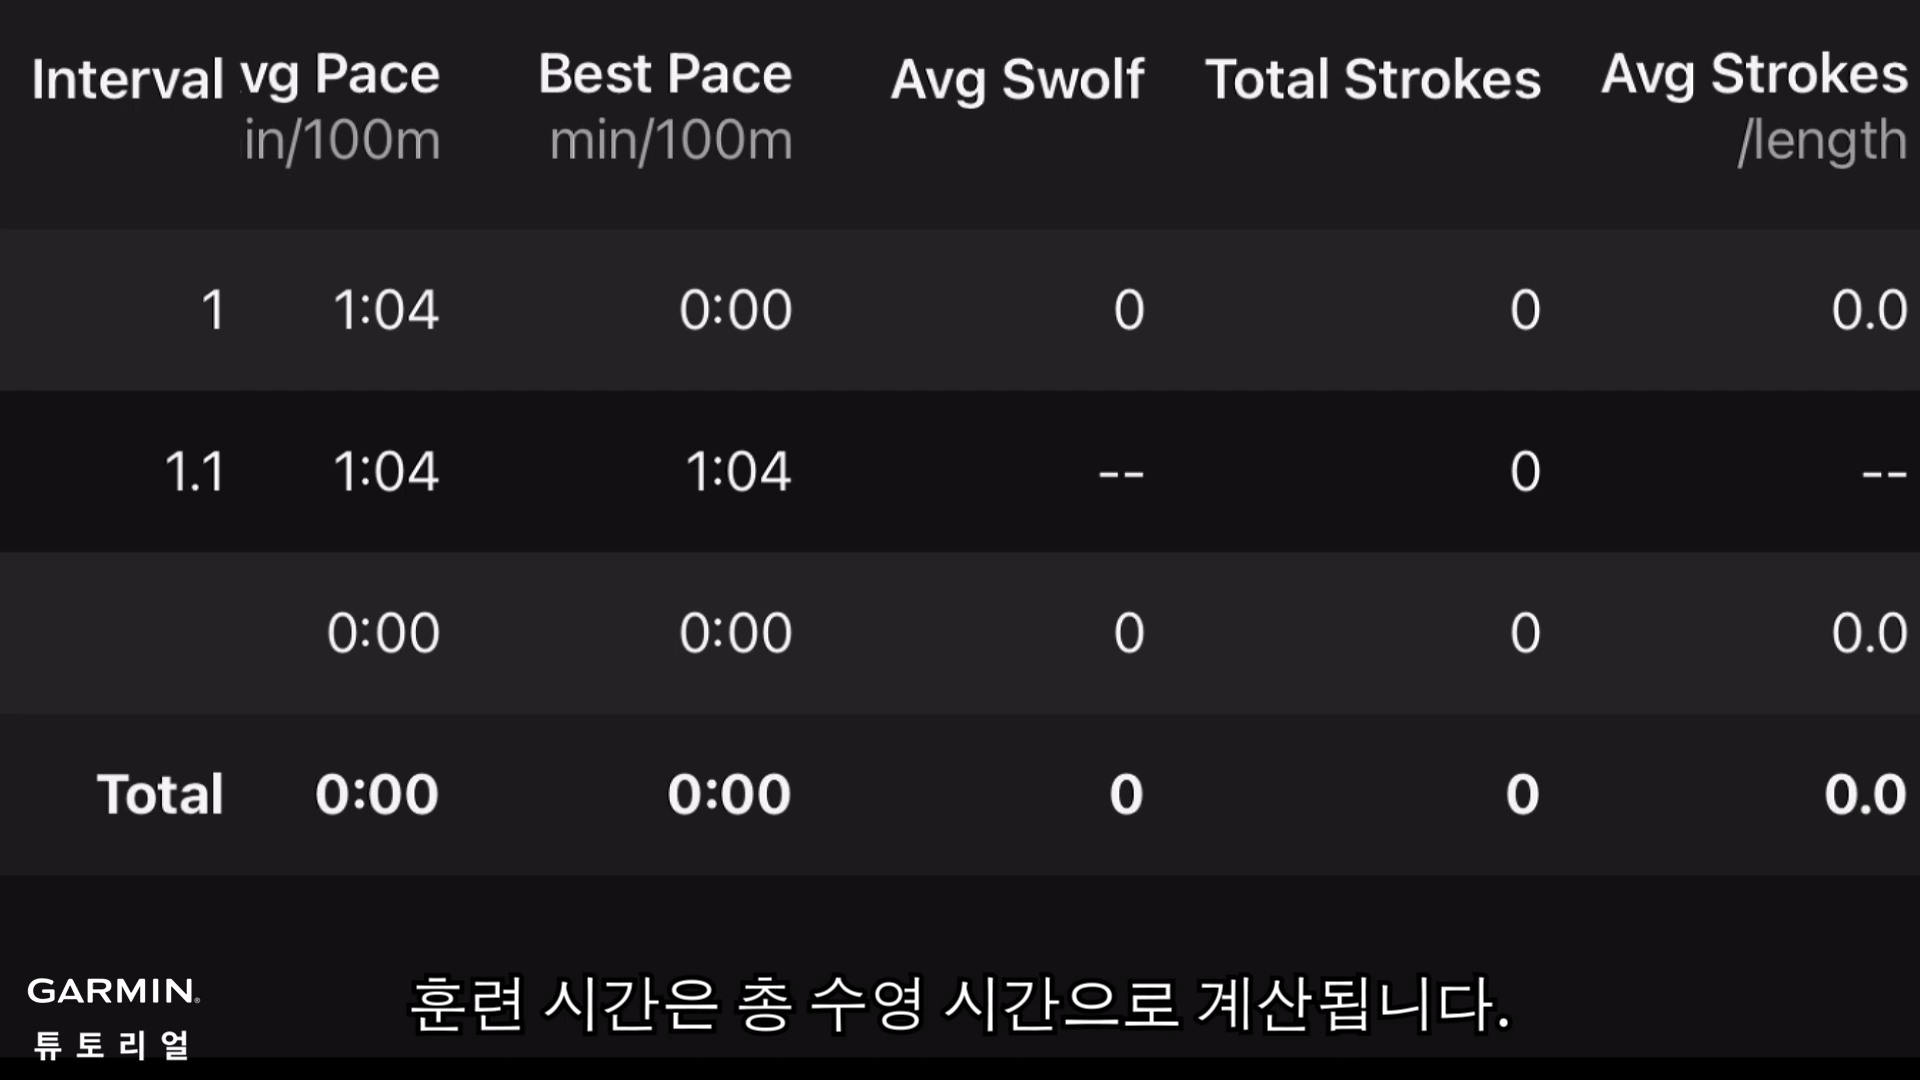 Interval vg Pace Best Pace Avg Swolf Total Strokes Avg Strokes
in/100m min/100m /length
1 1:04 0:00 0 0 0.0
1.1 1:04 1:04 -- 0 --
0:00 0:00 0 0 0.0
Total 0:00 0:00 0 0 0.0
GARMIN®
튜토리얼
훈련 시간은 총 수영 시간으로 계산됩니다.